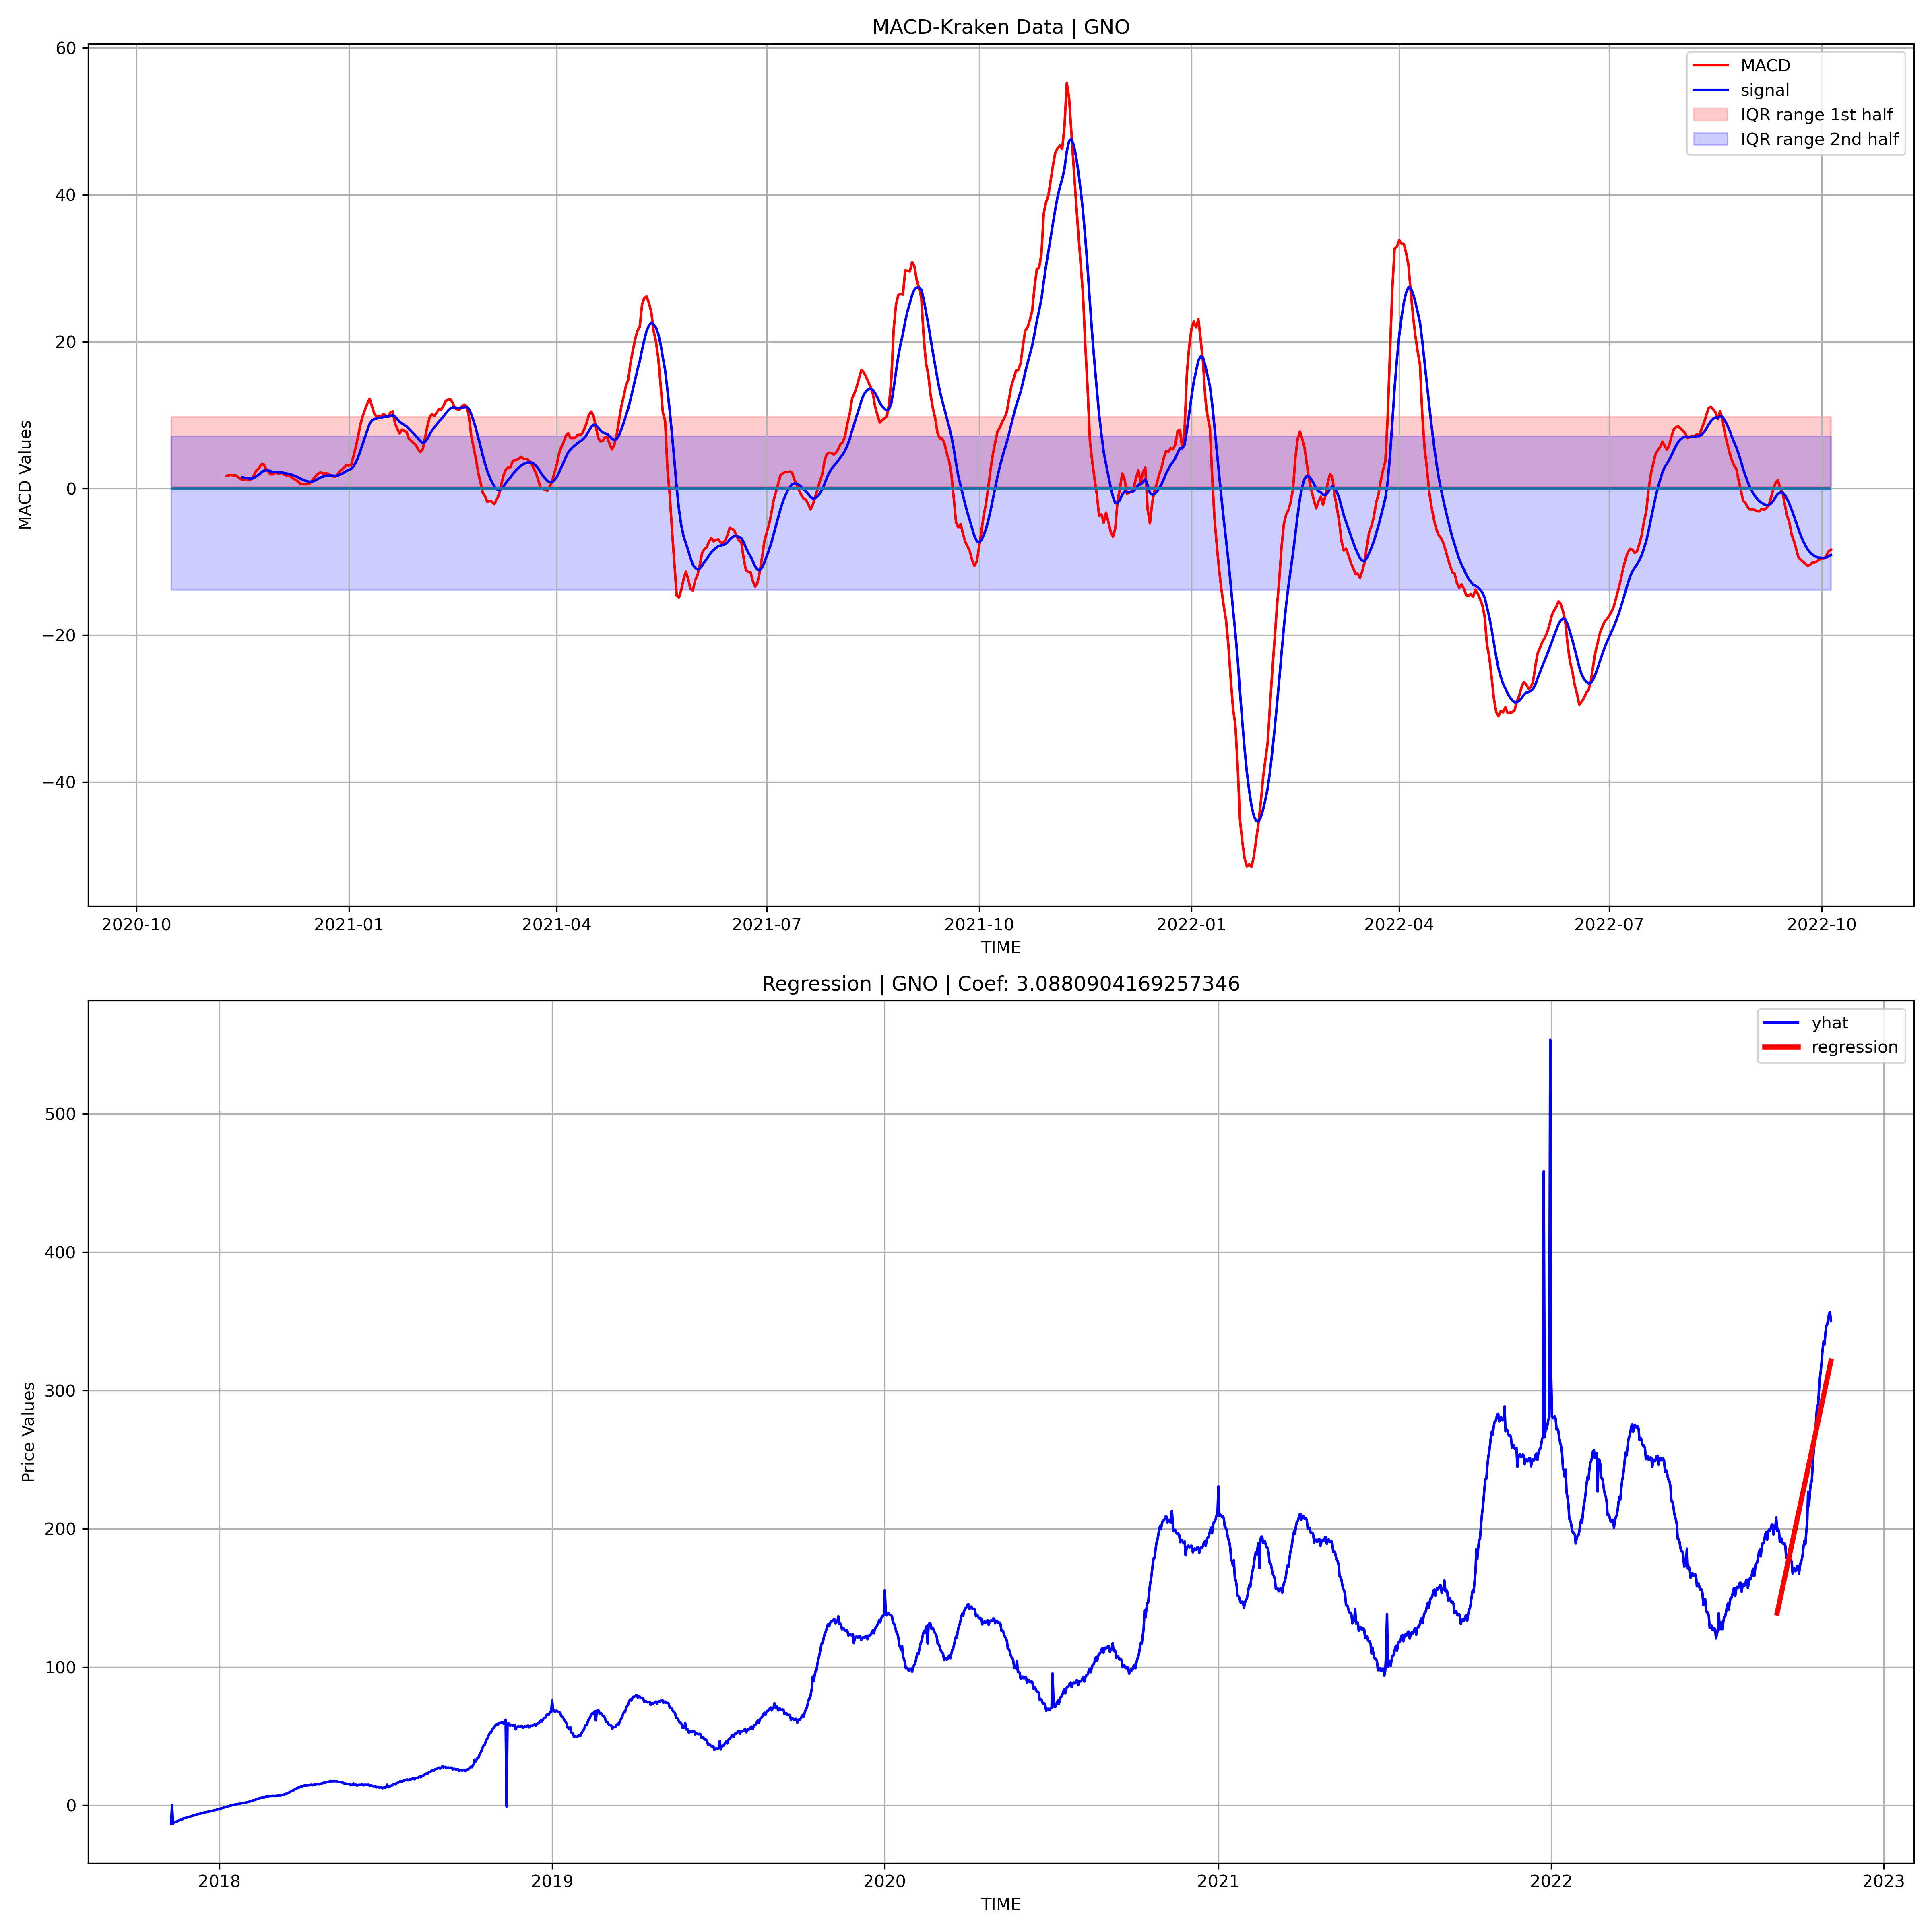 MACD-Kraken Data | GNO
60
40
20
0
−20
−40
MACD Values
MACD
signal
IQR range 1st half
IQR range 2nd half
2020-10 2021-01 2021-04 2021-07 2021-10 2022-01 2022-04 2022-07 2022-10
TIME
Regression | GNO | Coef: 3.0880904169257346
500
400
300
200
100
0
Price Values
yhat
regression
2018 2019 2020 2021 2022 2023
TIME